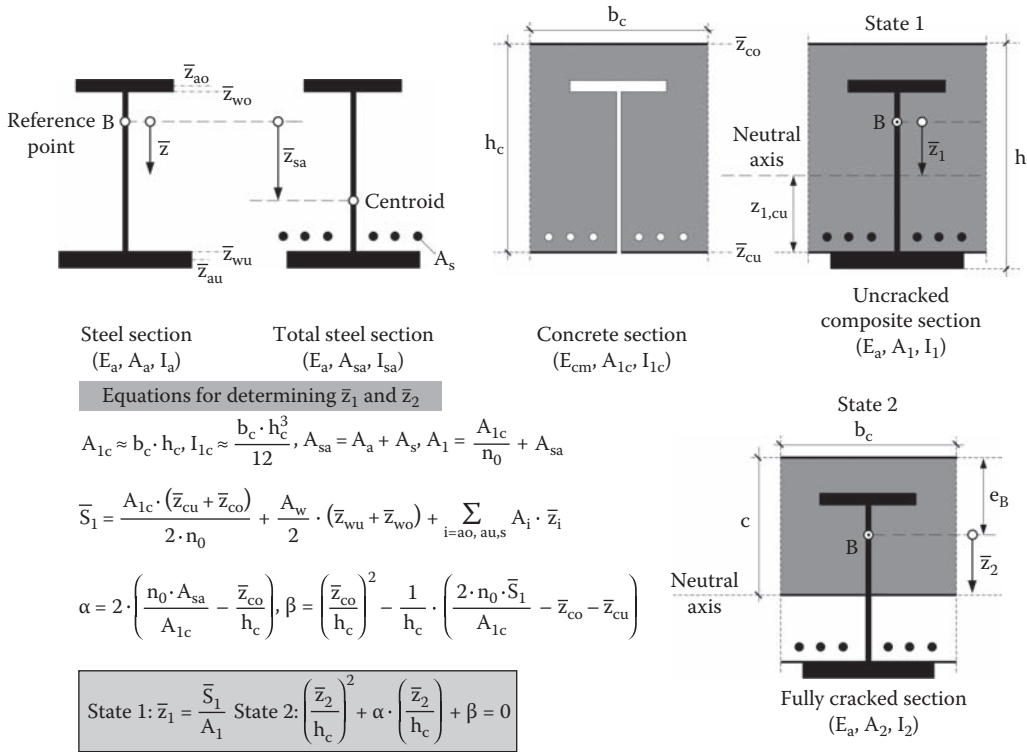 z̄ao
z̄wo
Reference
point
B
z̄
z̄sa
Centroid
z̄wu
z̄au
As
Steel section
(Ea, Aa, Ia)
Total steel section
(Ea, Asa, Isa)
bc
z̄co
hc
z̄cu
Concrete section
(Ecm, A1c, I1c)
State 1
Neutral
axis
B
z̄1
z1,cu
h
Uncracked
composite section
(Ea, A1, I1)
Equations for determining z̄1 and z̄2
A1c ≈ bc · hc, I1c ≈ bc · hc³ / 12, Asa = Aa + As, A1 = A1c / n0 + Asa
S̄1 = A1c · (z̄cu + z̄co) / 2 · n0 + Aw / 2 · (z̄wu + z̄wo) + ∑ i=ao, au,s Ai · z̄i
α = 2 · (n0 · Asa / A1c − z̄co / hc), β = (z̄co / hc)² − 1 / hc · (2 · n0 · S̄1 / A1c − z̄co − z̄cu)
State 1: z̄1 = S̄1 / A1 State 2: (z̄2 / hc)² + α · (z̄2 / hc) + β = 0
State 2
bc
c
eB
B
z̄2
Neutral
axis
Fully cracked section
(Ea, A2, I2)